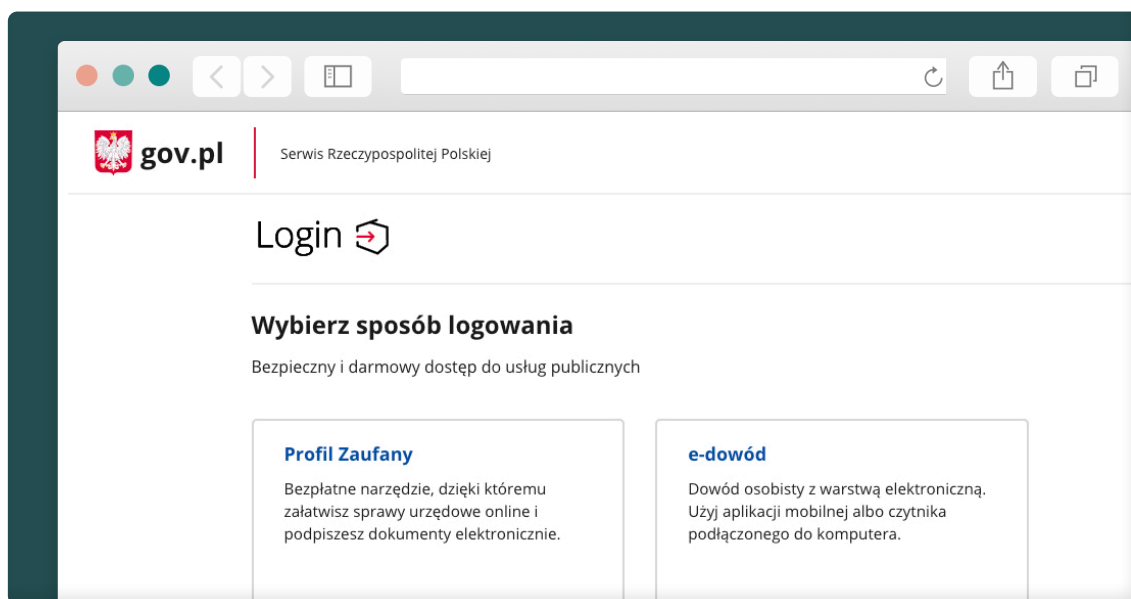 gov.pl
Serwis Rzeczypospolitej Polskiej
Login
Wybierz sposób logowania
Bezpieczny i darmowy dostęp do usług publicznych
Profil Zaufany
Bezpłatne narzędzie, dzięki któremu
załatwisz sprawy urzędowe online i
podpiszesz dokumenty elektronicznie.
e-dowód
Dowód osobisty z warstwą elektroniczną.
Użyj aplikacji mobilnej albo czytnika
podłączonego do komputera.